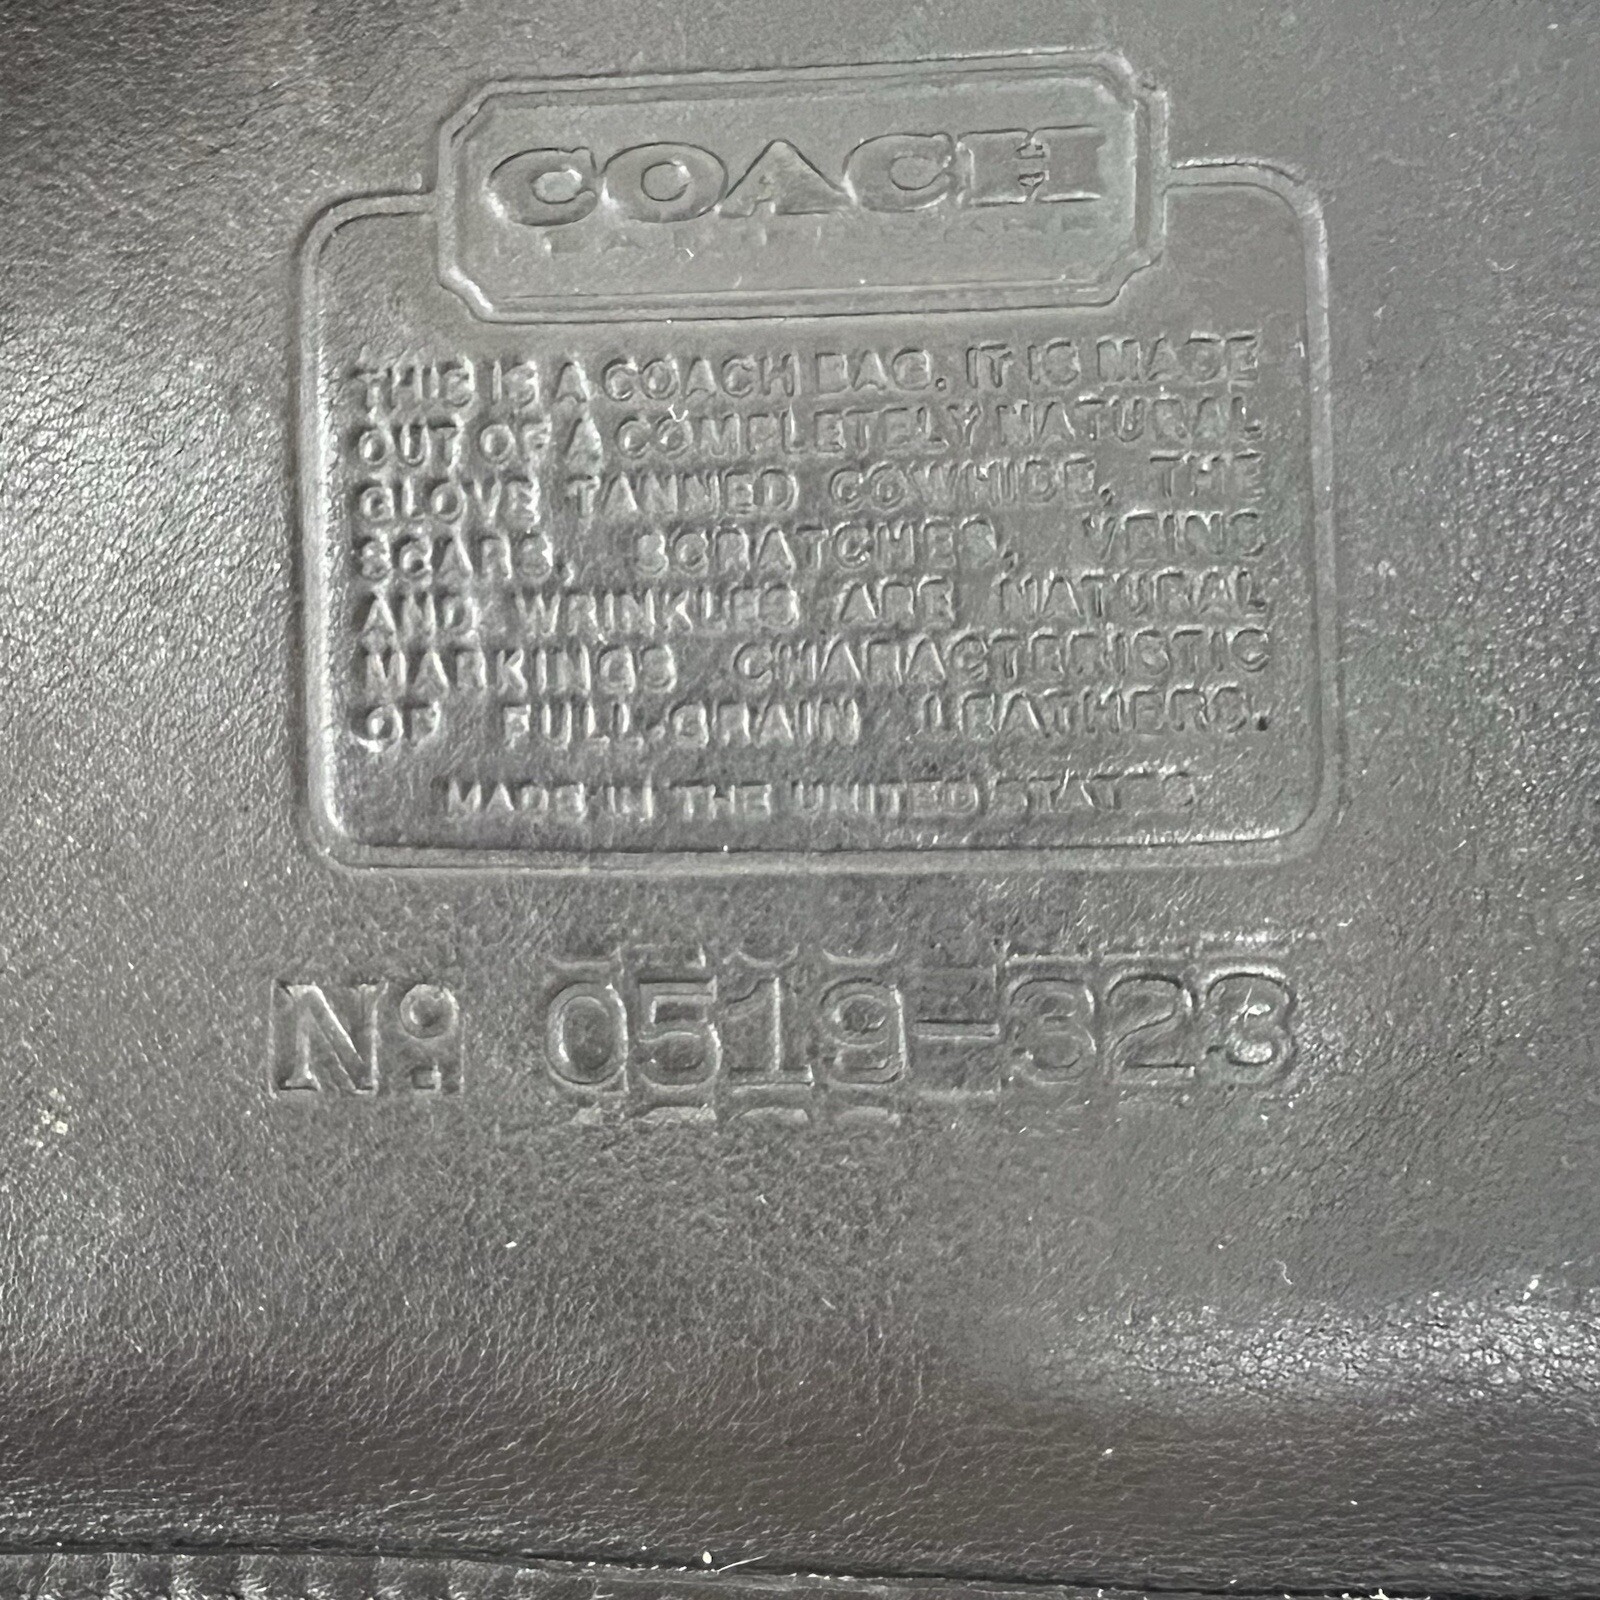 COACH
THIS IS A COACH BAG. IT IS MADE
OUT OF A COMPLETELY NATURAL
GLOVE TANNED COWHIDE, THE
SCARS, SCRATCHES, VEINS
AND WRINKLES ARE NATURAL
MARKINGS CHARACTERISTIC
OF FULL-GRAIN LEATHERS.
MADE IN THE UNITED STATES
Nº 0519-323